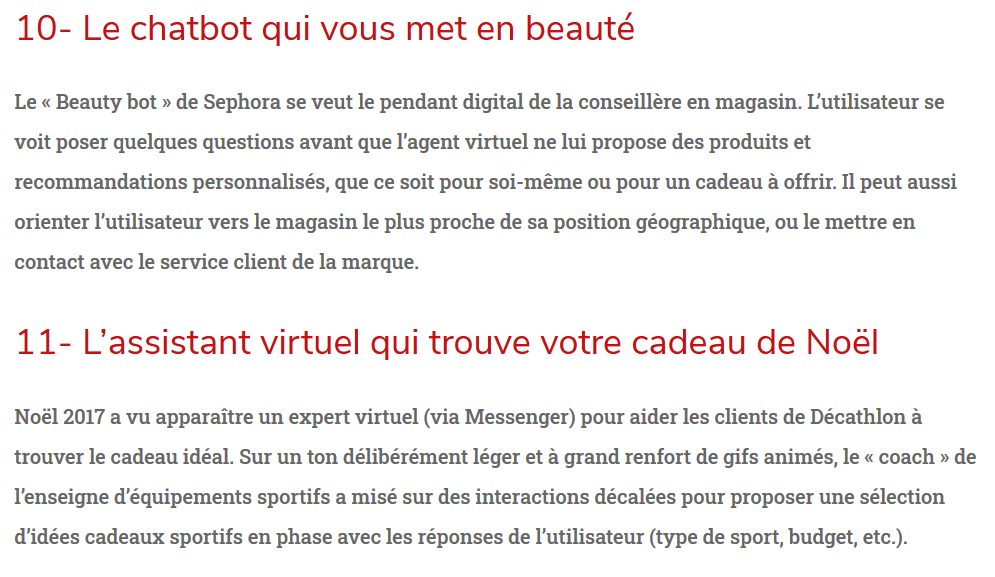 10- Le chatbot qui vous met en beauté
Le « Beauty bot » de Sephora se veut le pendant digital de la conseillère en magasin. L’utilisateur se
voit poser quelques questions avant que l’agent virtuel ne lui propose des produits et
recommandations personnalisés, que ce soit pour soi-même ou pour un cadeau à offrir. Il peut aussi
orienter l’utilisateur vers le magasin le plus proche de sa position géographique, ou le mettre en
contact avec le service client de la marque.
11- L’assistant virtuel qui trouve votre cadeau de Noël
Noël 2017 a vu apparaître un expert virtuel (via Messenger) pour aider les clients de Décathlon à
trouver le cadeau idéal. Sur un ton délibérément léger et à grand renfort de gifs animés, le « coach » de
l’enseigne d’équipements sportifs a misé sur des interactions décalées pour proposer une sélection
d’idées cadeaux sportifs en phase avec les réponses de l’utilisateur (type de sport, budget, etc.).